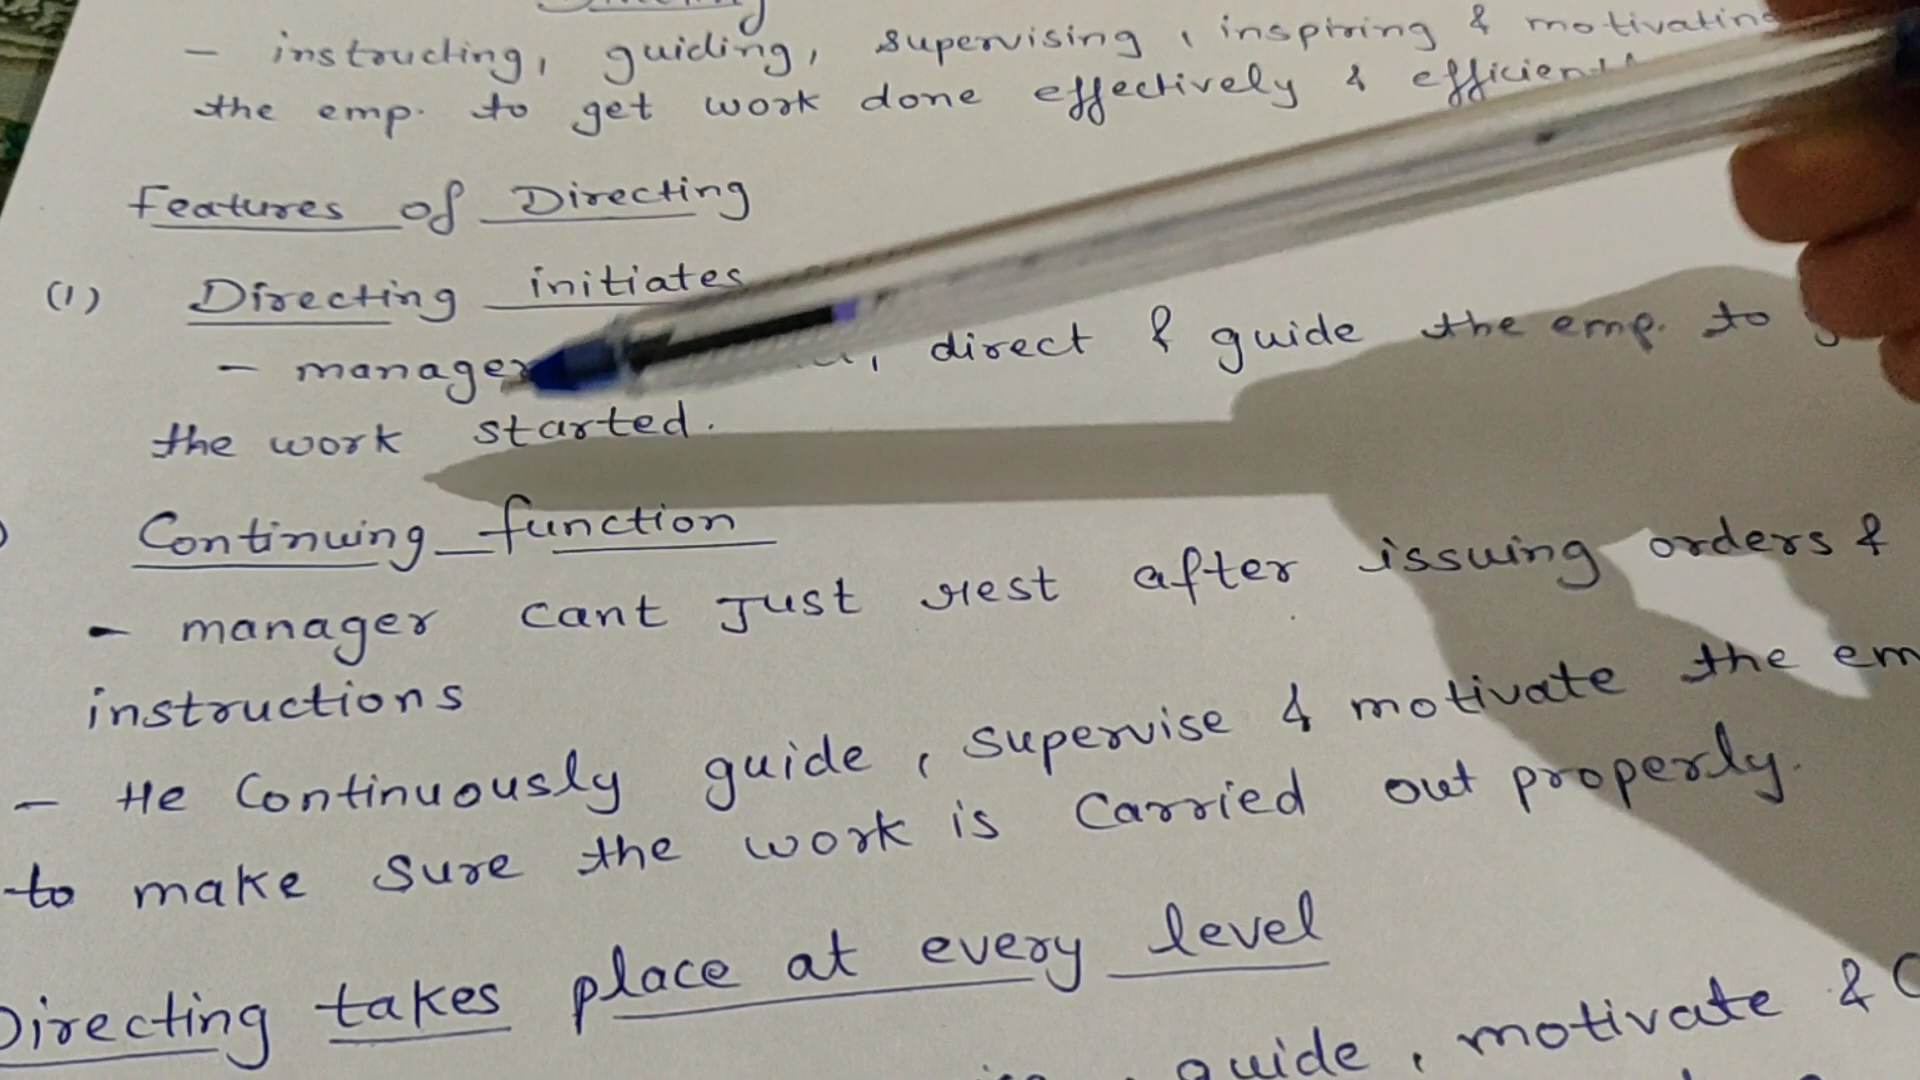 - instructing, guiding, supervising, inspiring & motivating
the emp. to get work done effectively &
Features of Directing
(1) Directing initiates
- manager direct & guide the emp. to
the work started.
Continuing function
- manager cant Just rest after issuing orders &
instructions
- He Continuously guide, supervise & motivate the em
to make sure the work is Carried out properly.
Directing takes place at every level
guide, motivate &